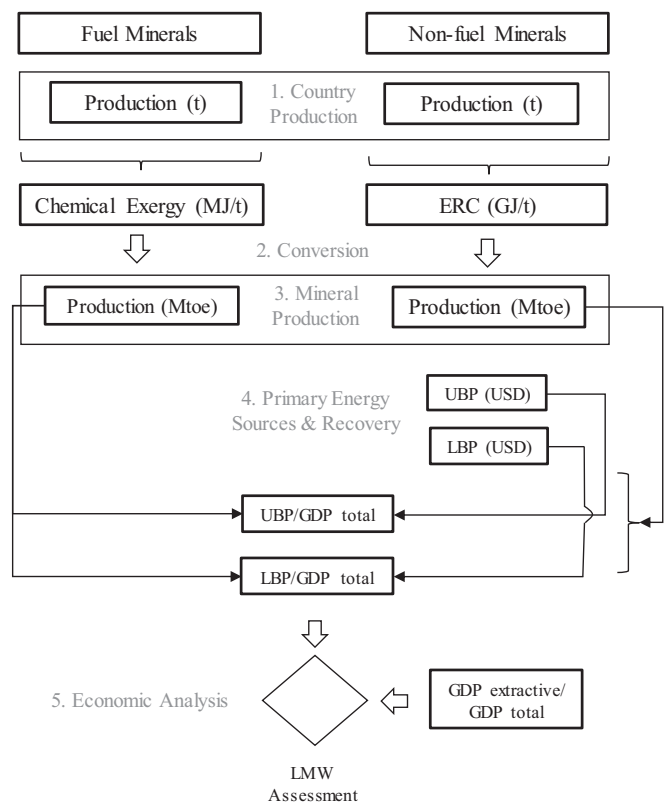 Fuel Minerals
Non-fuel Minerals
Production (t)
1. Country
Production
Production (t)
Chemical Exergy (MJ/t)
ERC (GJ/t)
2. Conversion
Production (Mtoe)
3. Mineral
Production
Production (Mtoe)
4. Primary Energy
Sources & Recovery
UBP (USD)
LBP (USD)
UBP/GDP total
LBP/GDP total
5. Economic Analysis
GDP extractive/
GDP total
LMW
Assessment